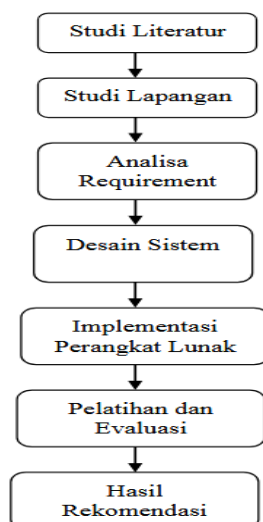 Studi Literatur
Studi Lapangan
Analisa
Requirement
Desain Sistem
Implementasi
Perangkat Lunak
Pelatihan dan
Evaluasi
Hasil
Rekomendasi